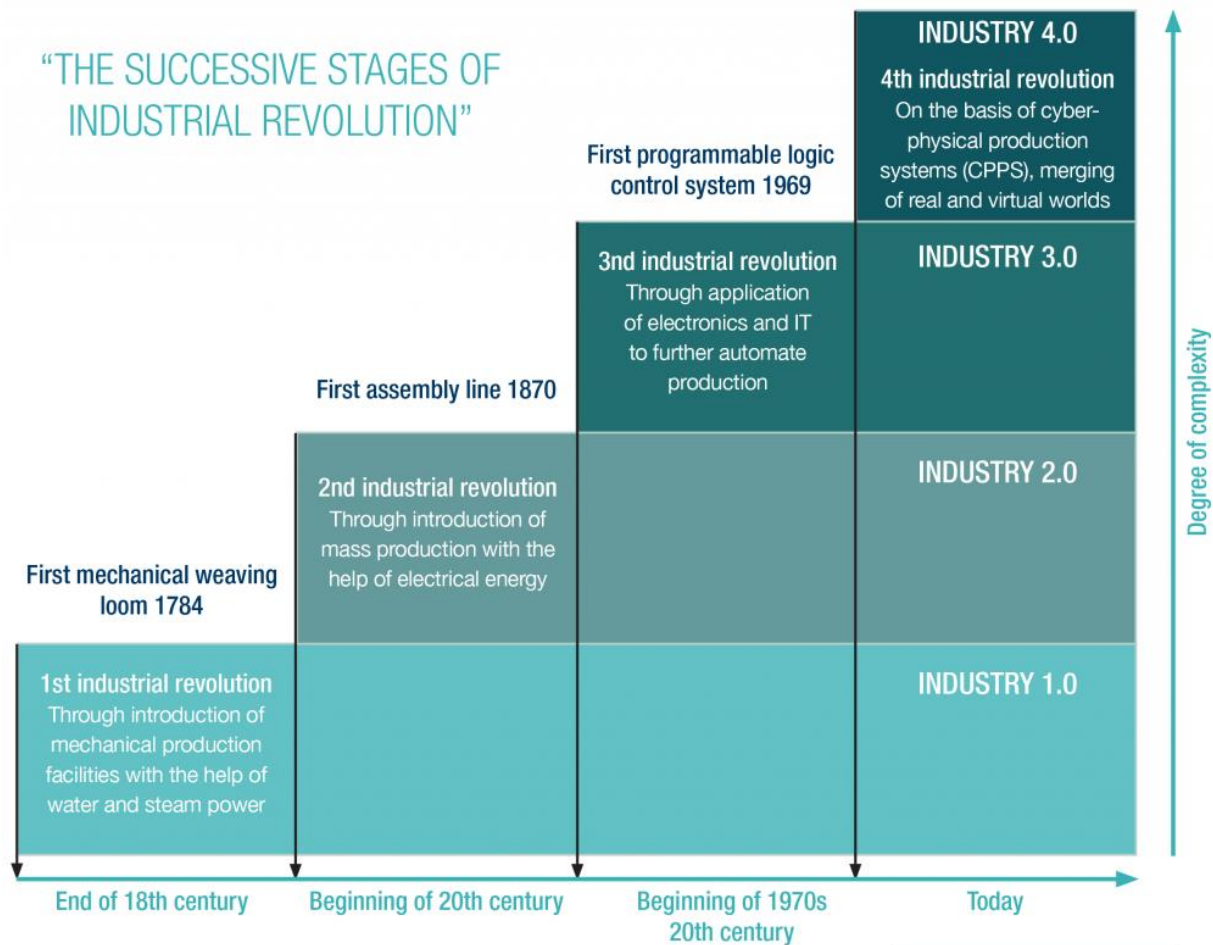 “THE SUCCESSIVE STAGES OF
INDUSTRIAL REVOLUTION”
First mechanical weaving
loom 1784
1st industrial revolution
Through introduction of
mechanical production
facilities with the help of
water and steam power
First assembly line 1870
2nd industrial revolution
Through introduction of
mass production with the
help of electrical energy
First programmable logic
control system 1969
3nd industrial revolution
Through application
of electronics and IT
to further automate
production
INDUSTRY 4.0
4th industrial revolution
On the basis of cyber-
physical production
systems (CPPS), merging
of real and virtual worlds
INDUSTRY 3.0
INDUSTRY 2.0
INDUSTRY 1.0
Degree of complexity
End of 18th century
Beginning of 20th century
Beginning of 1970s
20th century
Today